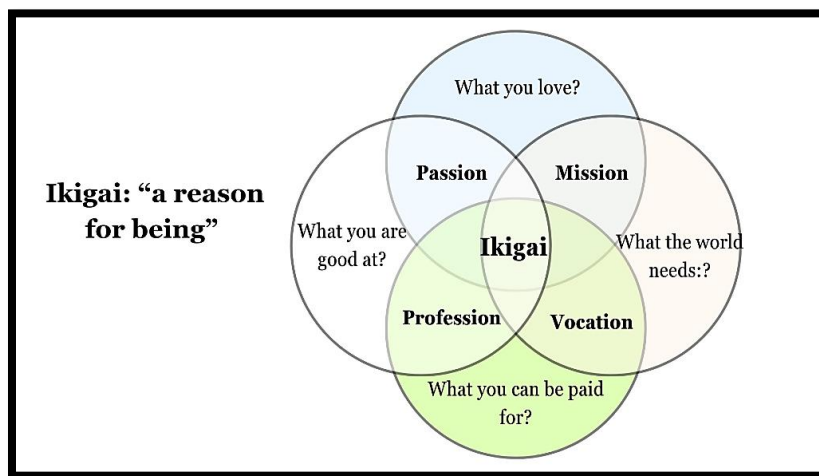 Ikigai: “a reason
for being”
What you love?
Passion
Mission
What you are
good at?
Ikigai
What the world
needs:?
Profession
Vocation
What you can be paid
for?